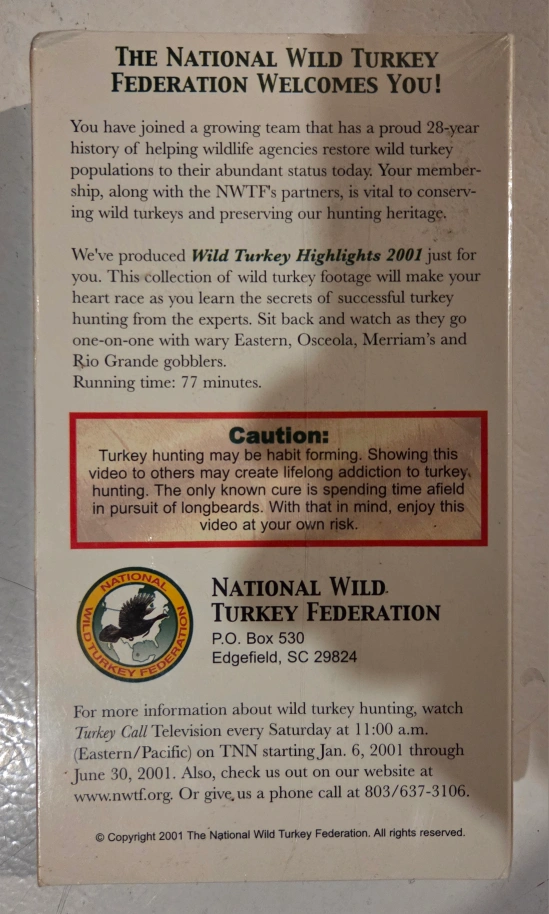 THE NATIONAL WILD TURKEY
FEDERATION WELCOMES YOU!
You have joined a growing team that has a proud 28-year
history of helping wildlife agencies restore wild turkey
populations to their abundant status today. Your member-
ship, along with the NWTF's partners, is vital to conserv-
ing wild turkeys and preserving our hunting heritage.
We've produced Wild Turkey Highlights 2001 just for
you. This collection of wild turkey footage will make your
heart race as you learn the secrets of successful turkey
hunting from the experts. Sit back and watch as they go
one-on-one with wary Eastern, Osceola, Merriam's and
Rio Grande gobblers.
Running time: 77 minutes.
Caution:
Turkey hunting may be habit forming. Showing this
video to others may create lifelong addiction to turkey
hunting. The only known cure is spending time afield
in pursuit of longbeards. With that in mind, enjoy this
video at your own risk.
NATIONAL
WILD TURKEY FEDERATION
NATIONAL WILD
TURKEY FEDERATION
P.O. Box 530
Edgefield, SC 29824
For more information about wild turkey hunting, watch
Turkey Call Television every Saturday at 11:00 a.m.
(Eastern/Pacific) on TNN starting Jan. 6, 2001 through
June 30, 2001. Also, check us out on our website at
www.nwtf.org. Or give us a phone call at 803/637-3106.
© Copyright 2001 The National Wild Turkey Federation. All rights reserved.